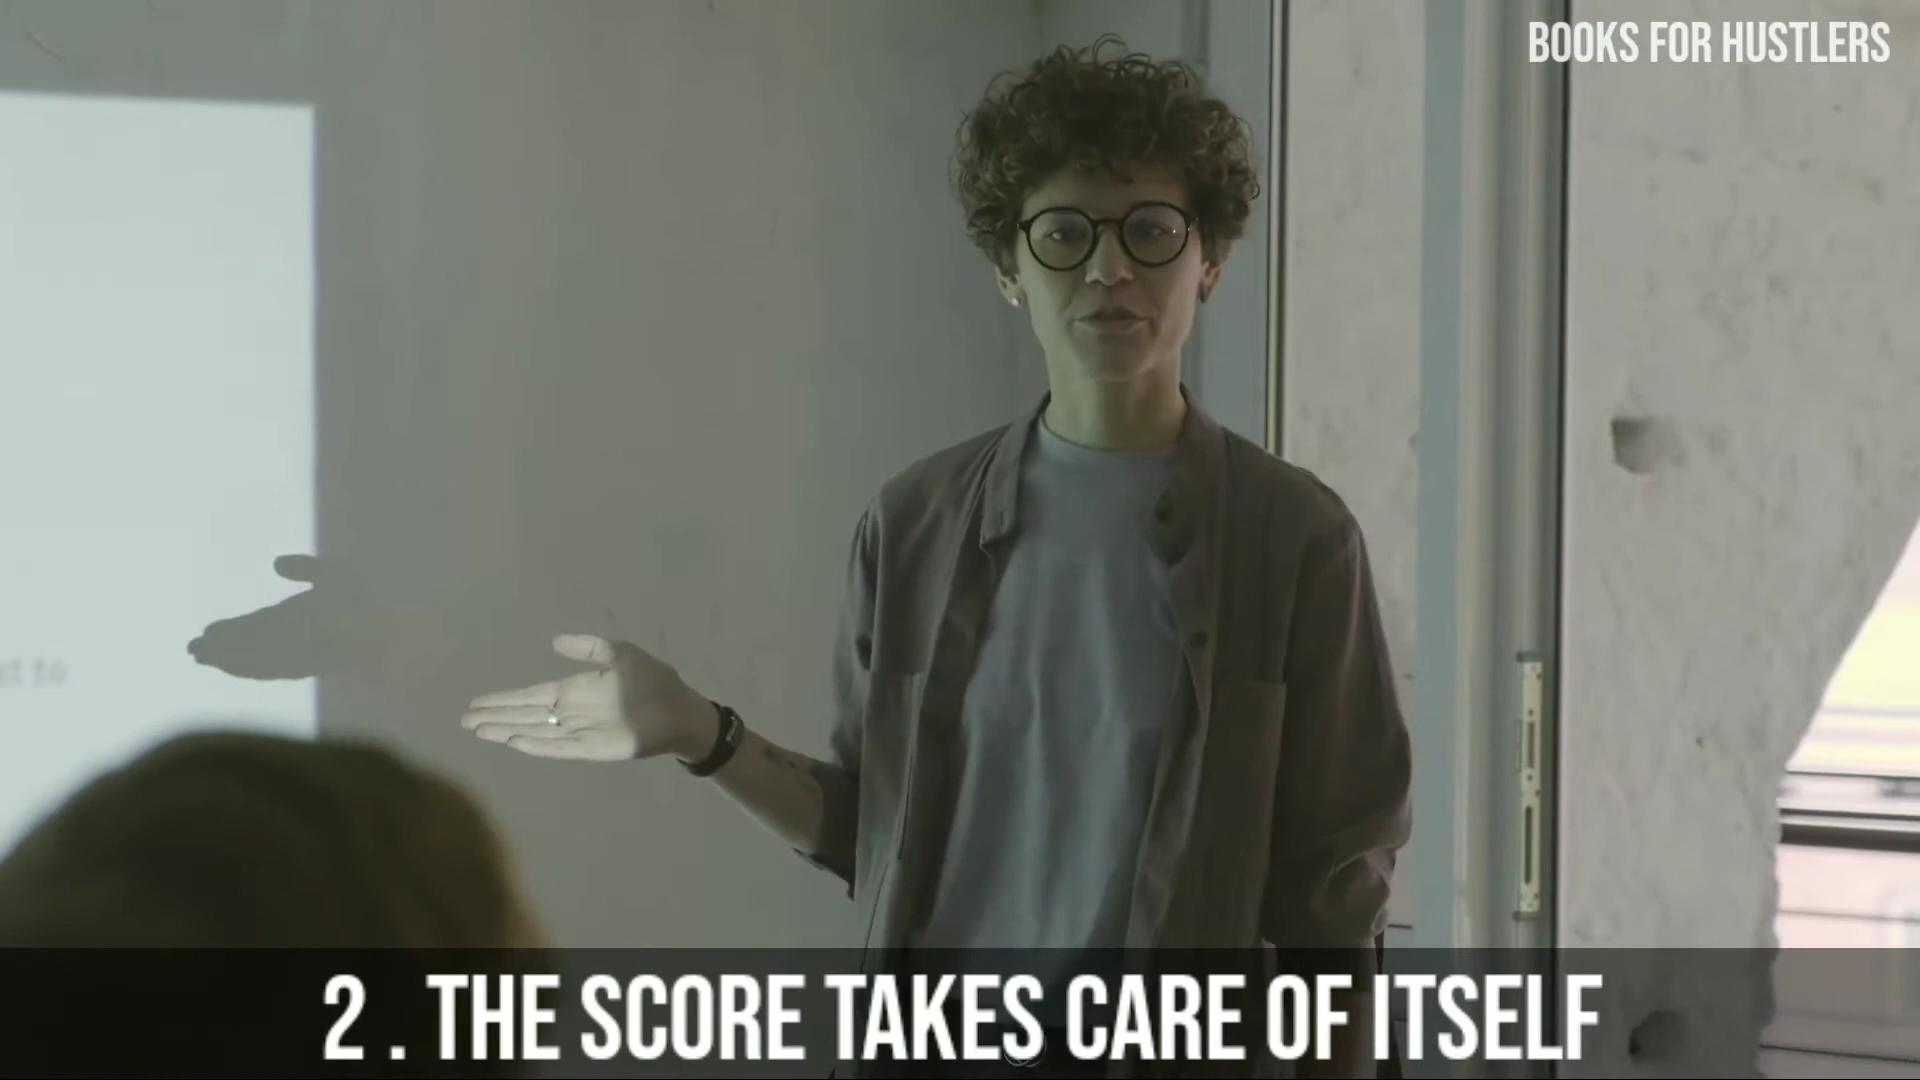 BOOKS FOR HUSTLERS
2 . THE SCORE TAKES CARE OF ITSELF